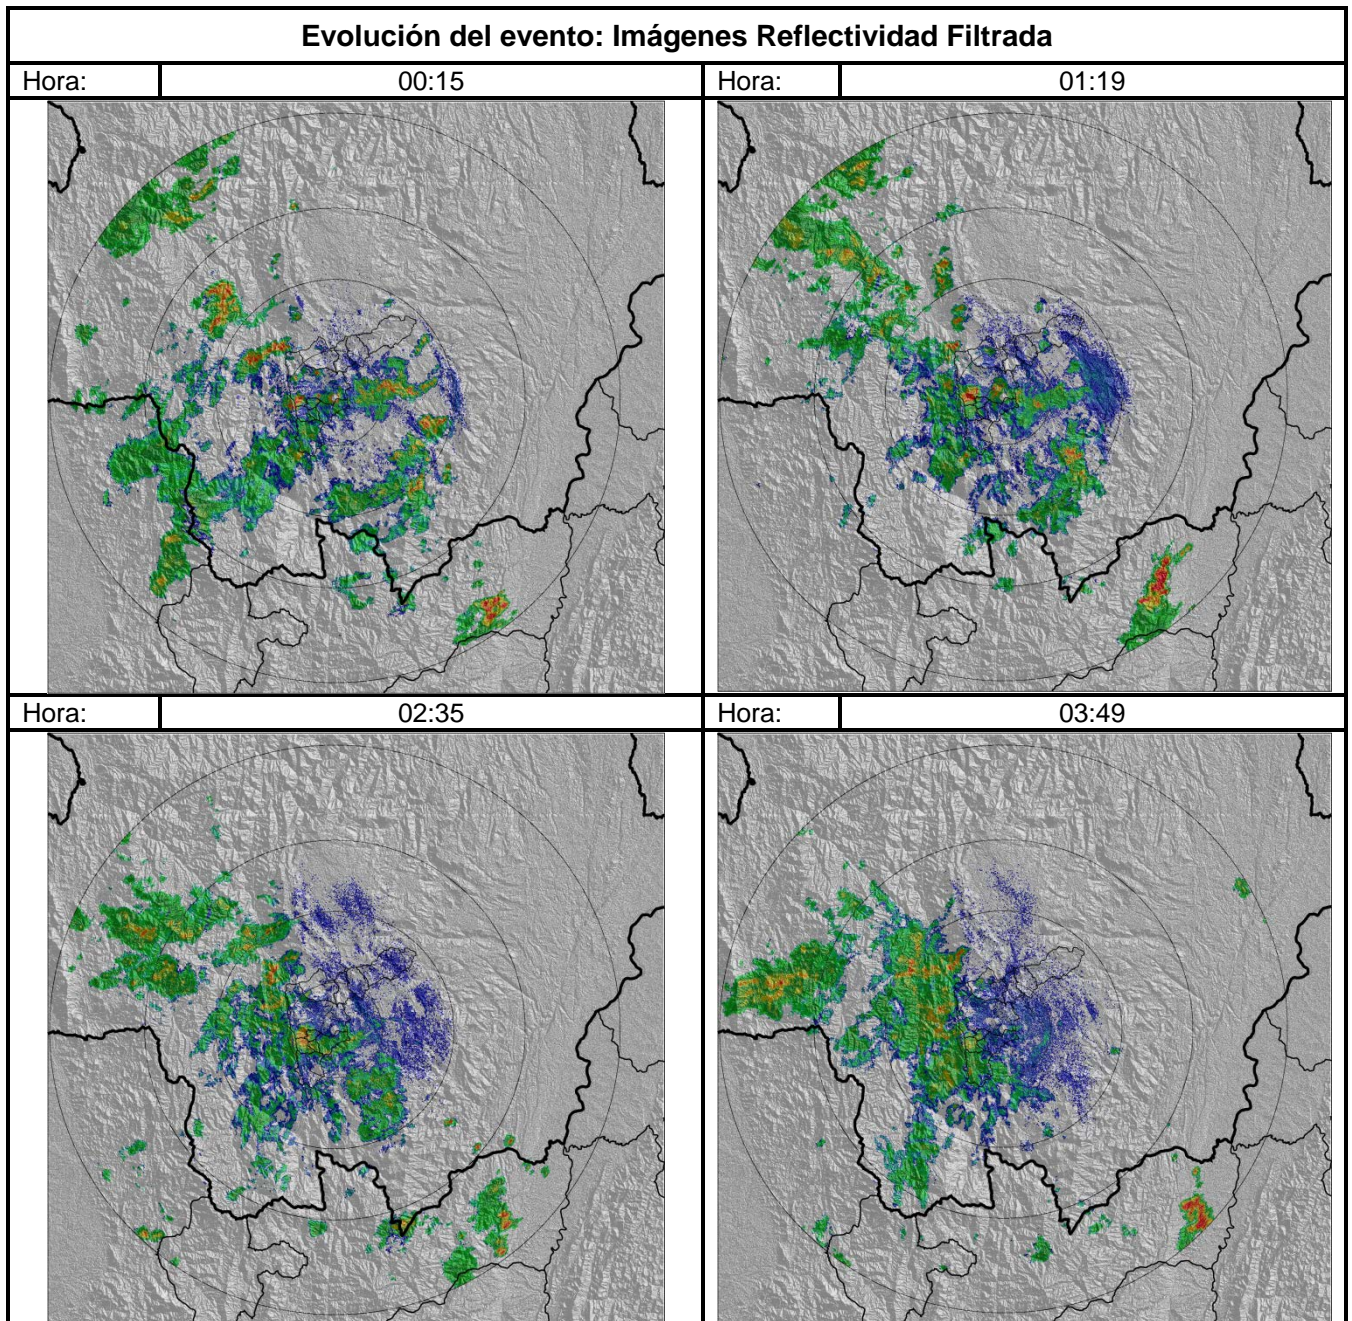 Evolución del evento: Imágenes Reflectividad Filtrada
Hora: 00:15 Hora: 01:19
Hora: 02:35 Hora: 03:49